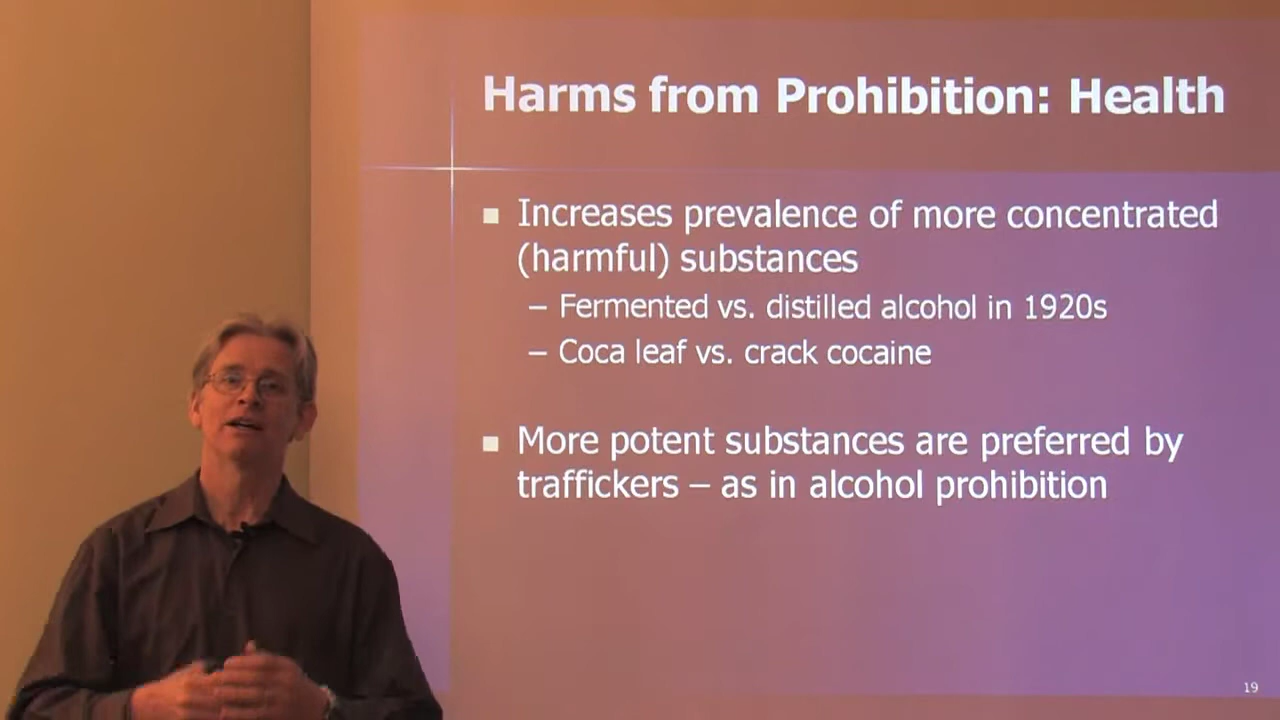 Harms from Prohibition: Health
Increases prevalence of more concentrated
(harmful) substances
– Fermented vs. distilled alcohol in 1920s
– Coca leaf vs. crack cocaine
More potent substances are preferred by
traffickers – as in alcohol prohibition
19